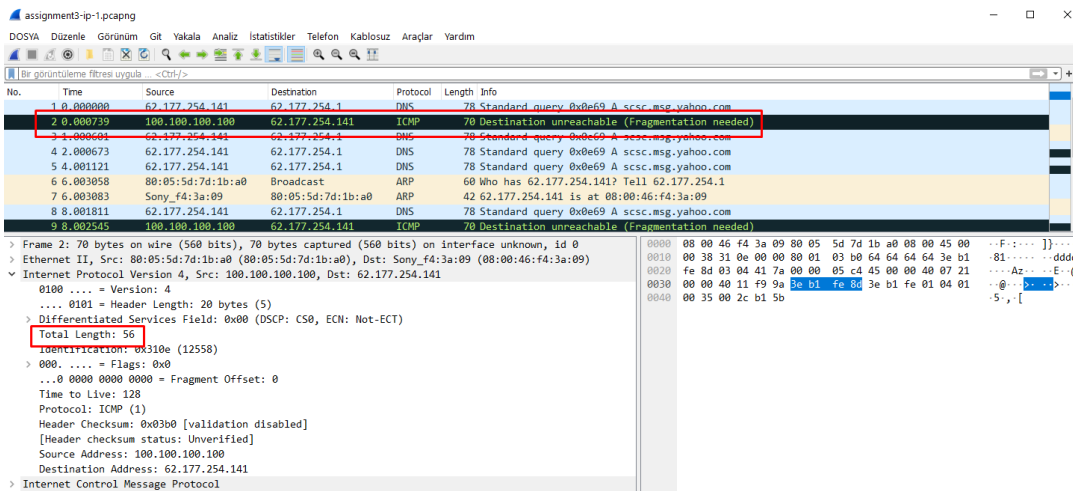 assignment3-ip-1.pcapng
DOSYA Düzenle Görünüm Git Yakala Analiz İstatistikler Telefon Kablosuz Araçlar Yardım
Bir görüntüleme filtresi uygula ... <Ctrl-/>
No. Time Source Destination Protocol Length Info
1 0.000000 62.177.254.141 62.177.254.1 DNS 78 Standard query 0x0e69 A scsc.msg.yahoo.com
2 0.000739 100.100.100.100 62.177.254.141 ICMP 70 Destination unreachable (Fragmentation needed)
3 1.000601 62.177.254.141 62.177.254.1 DNS 78 Standard query 0x0e69 A scsc.msg.yahoo.com
4 2.000673 62.177.254.141 62.177.254.1 DNS 78 Standard query 0x0e69 A scsc.msg.yahoo.com
5 4.001121 62.177.254.141 62.177.254.1 DNS 78 Standard query 0x0e69 A scsc.msg.yahoo.com
6 6.003058 80:05:5d:7d:1b:a0 Broadcast ARP 60 Who has 62.177.254.141? Tell 62.177.254.1
7 6.003083 Sony_f4:3a:09 80:05:5d:7d:1b:a0 ARP 42 62.177.254.141 is at 08:00:46:f4:3a:09
8 8.001811 62.177.254.141 62.177.254.1 DNS 78 Standard query 0x0e69 A scsc.msg.yahoo.com
9 8.002545 100.100.100.100 62.177.254.141 ICMP 70 Destination unreachable (Fragmentation needed)
> Frame 2: 70 bytes on wire (560 bits), 70 bytes captured (560 bits) on interface unknown, id 0
> Ethernet II, Src: 80:05:5d:7d:1b:a0 (80:05:5d:7d:1b:a0), Dst: Sony_f4:3a:09 (08:00:46:f4:3a:09)
Internet Protocol Version 4, Src: 100.100.100.100, Dst: 62.177.254.141
0100 .... = Version: 4
.... 0101 = Header Length: 20 bytes (5)
> Differentiated Services Field: 0x00 (DSCP: CS0, ECN: Not-ECT)
Total Length: 56
Identification: 0x310e (12558)
> 000. .... = Flags: 0x0
...0 0000 0000 0000 = Fragment Offset: 0
Time to Live: 128
Protocol: ICMP (1)
Header Checksum: 0x03b0 [validation disabled]
[Header checksum status: Unverified]
Source Address: 100.100.100.100
Destination Address: 62.177.254.141
> Internet Control Message Protocol
0000 08 00 46 f4 3a 09 80 05 5d 7d 1b a0 08 00 45 00 ··F·:··· ]}····E·
0010 00 38 31 0e 00 00 80 01 03 b0 64 64 64 64 3e b1 ·81····· ··dddd>·
0020 fe 8d 03 04 41 7a 00 00 05 c4 45 00 00 40 07 21 ····Az·· ··E··@·!
0030 00 00 40 11 f9 9a 3e b1 fe 8d 3e b1 fe 01 04 01 ··@···>· ··>·····
0040 00 35 00 2c b1 5b ·5·,·[